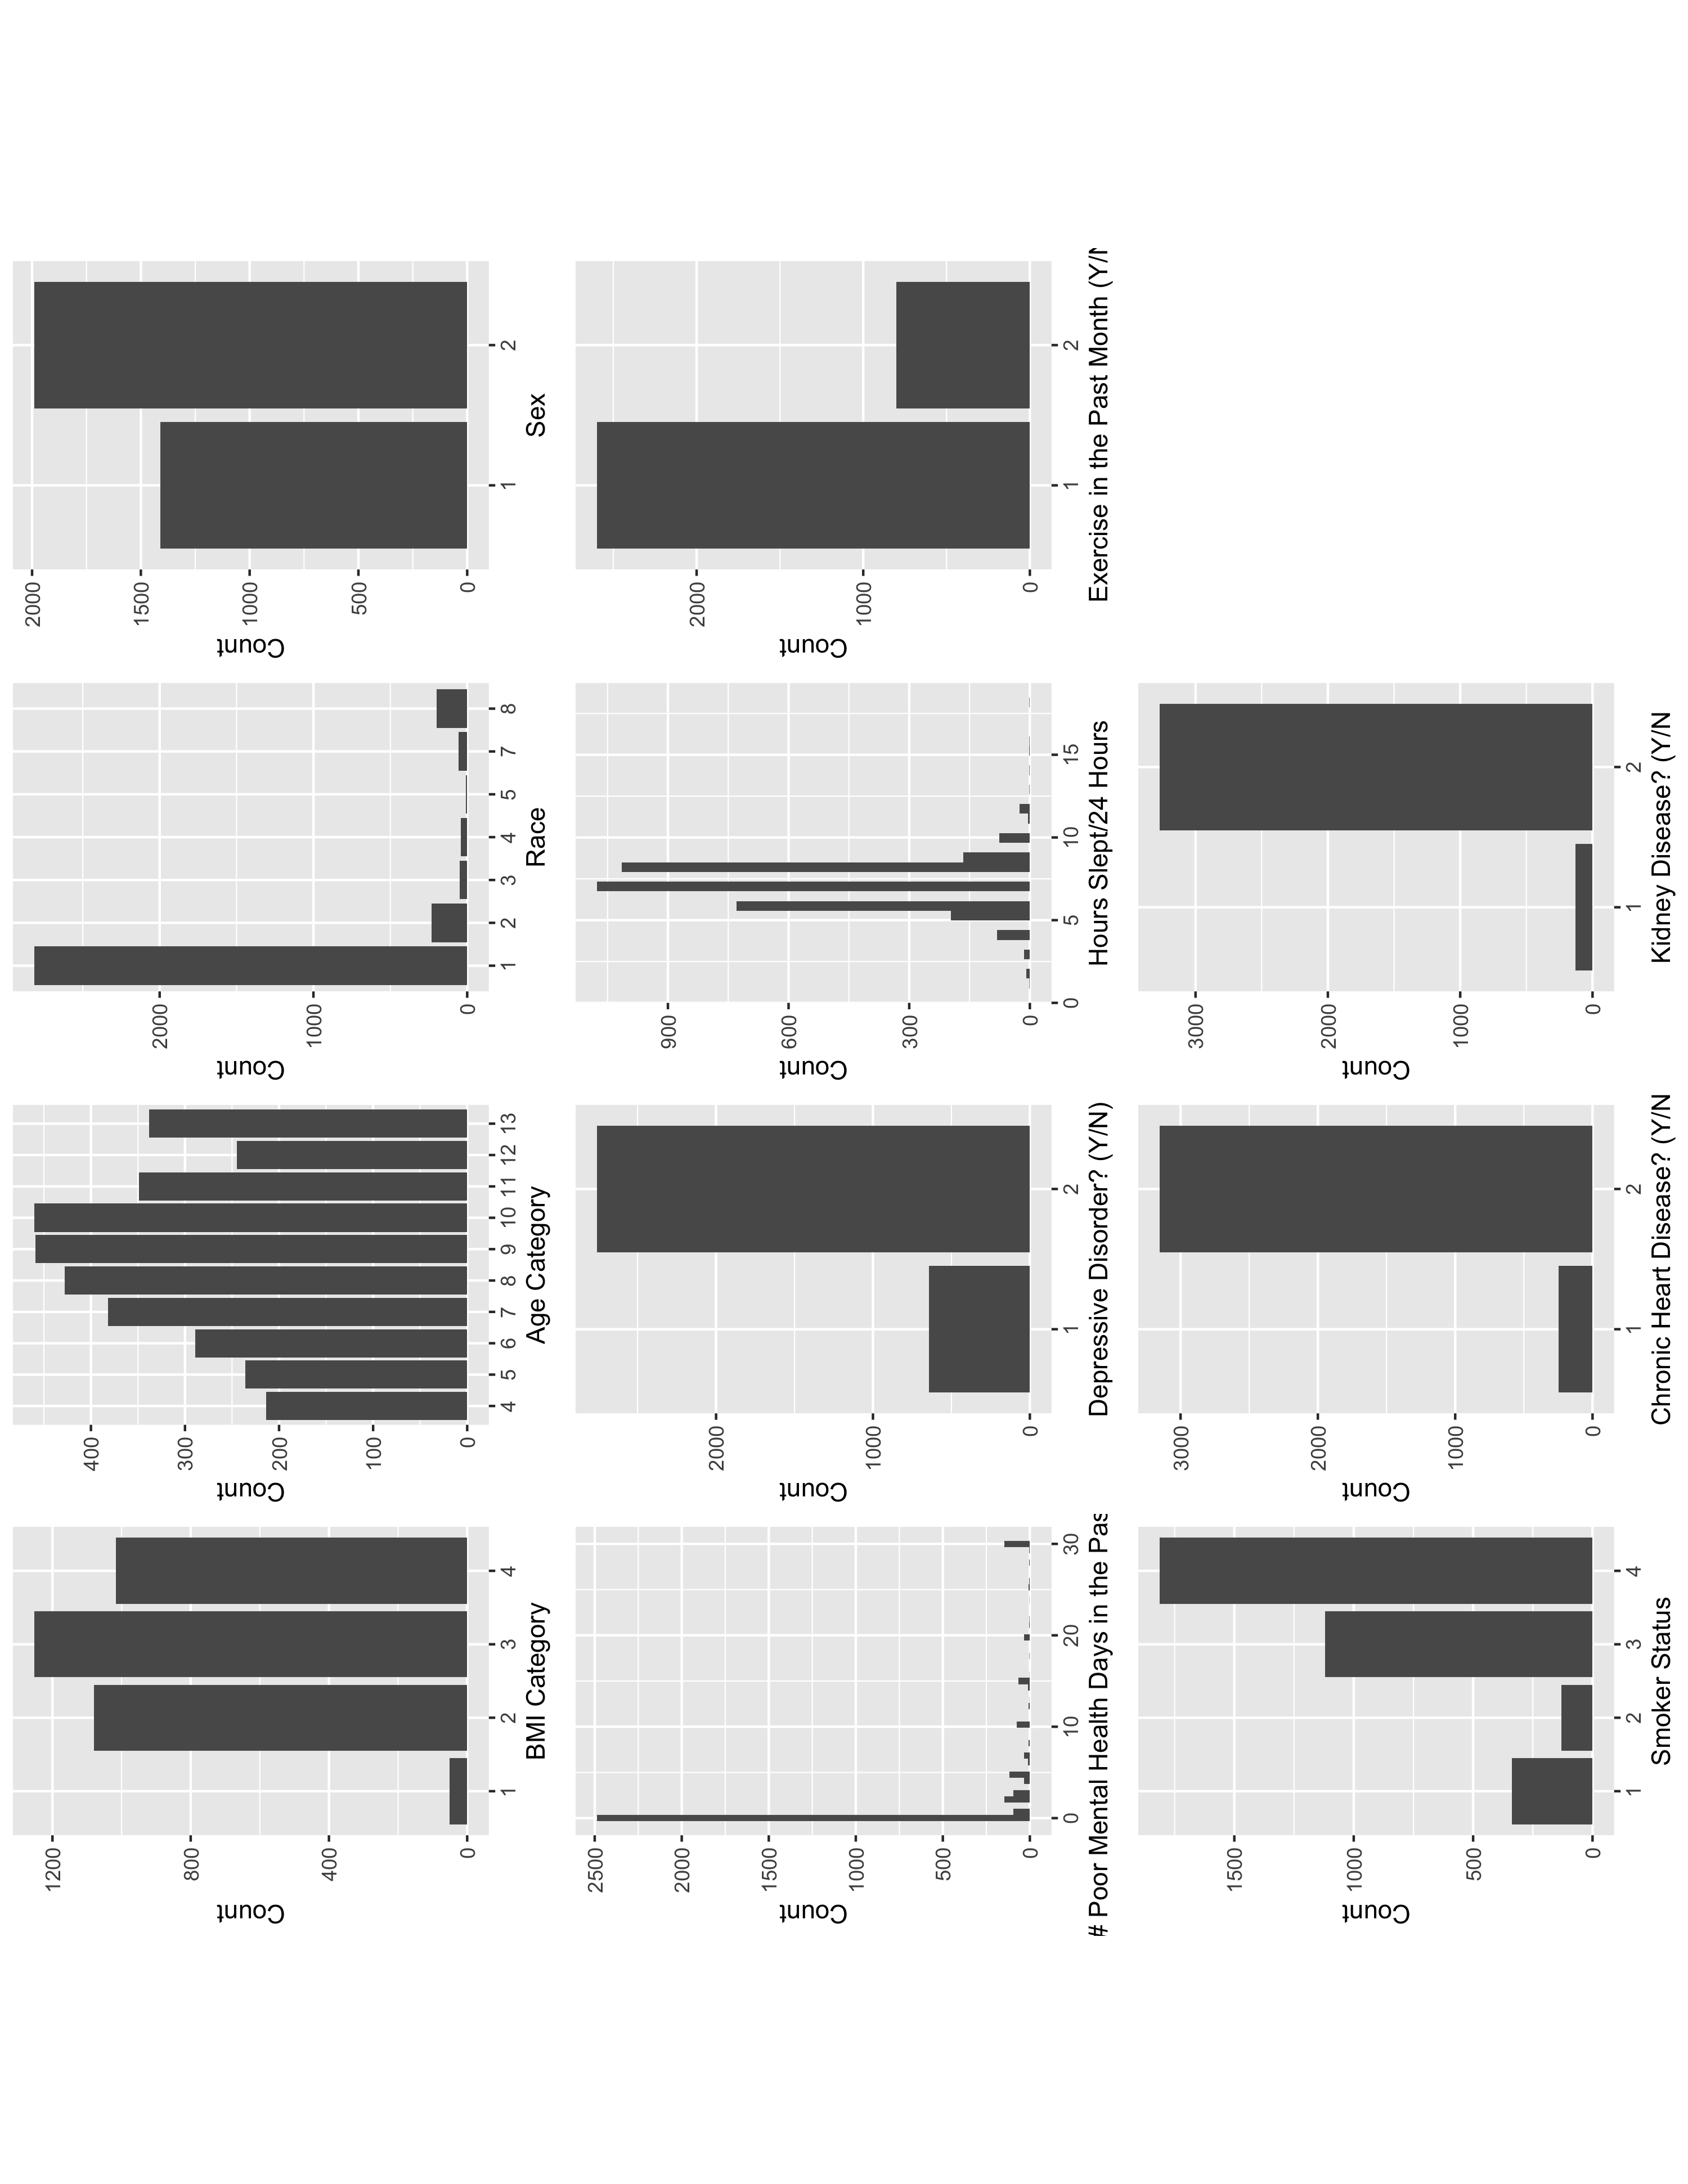 Count
1200
800
400
0
1 2 3 4
BMI Category
Count
400
300
200
100
0
4 5 6 7 8 9 10 11 12 13
Age Category
Count
2000
1000
0
1 2 3 4 5 7 8
Race
Count
2000
1500
1000
500
0
1 2
Sex
Count
2500
2000
1500
1000
500
0
0 10 20 30
# Poor Mental Health Days in the Pas
Count
2000
1000
0
1 2
Depressive Disorder? (Y/N)
Count
900
600
300
0
0 5 10 15
Hours Slept/24 Hours
Count
2000
1000
0
1 2
Exercise in the Past Month (Y/N
Count
1500
1000
500
0
1 2 3 4
Smoker Status
Count
3000
2000
1000
0
1 2
Chronic Heart Disease? (Y/N
Count
3000
2000
1000
0
1 2
Kidney Disease? (Y/N